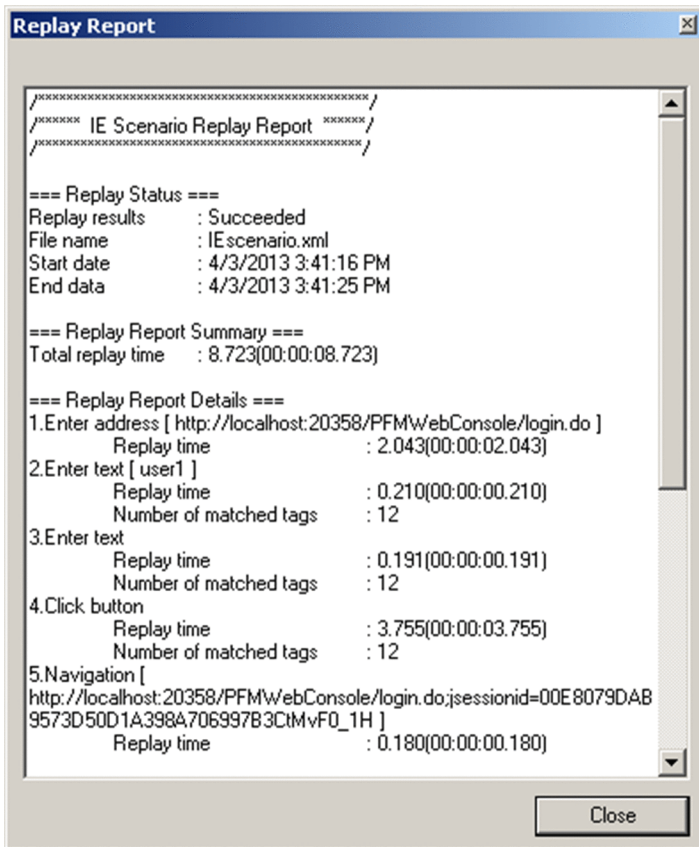 Replay Report
/*********************************************/
/****** IE Scenario Replay Report ******/
/********************************************/
=== Replay Status ===
Replay results : Succeeded
File name : IEscenario.xml
Start date : 4/3/2013 3:41:16 PM
End data : 4/3/2013 3:41:25 PM
=== Replay Report Summary ===
Total replay time : 8.723(00:00:08.723)
=== Replay Report Details ===
1.Enter address [ http://localhost:20358/PFMWebConsole/login.do ]
Replay time : 2.043(00:00:02.043)
2.Enter text [ user1 ]
Replay time : 0.210(00:00:00.210)
Number of matched tags : 12
3.Enter text
Replay time : 0.191(00:00:00.191)
Number of matched tags : 12
4.Click button
Replay time : 3.755(00:00:03.755)
Number of matched tags : 12
5.Navigation [
http://localhost:20358/PFMWebConsole/login.do;jsessionid=00E8079DAB
9573D50D1A398A706997B3CtMvF0_1H ]
Replay time : 0.180(00:00:00.180)
Close